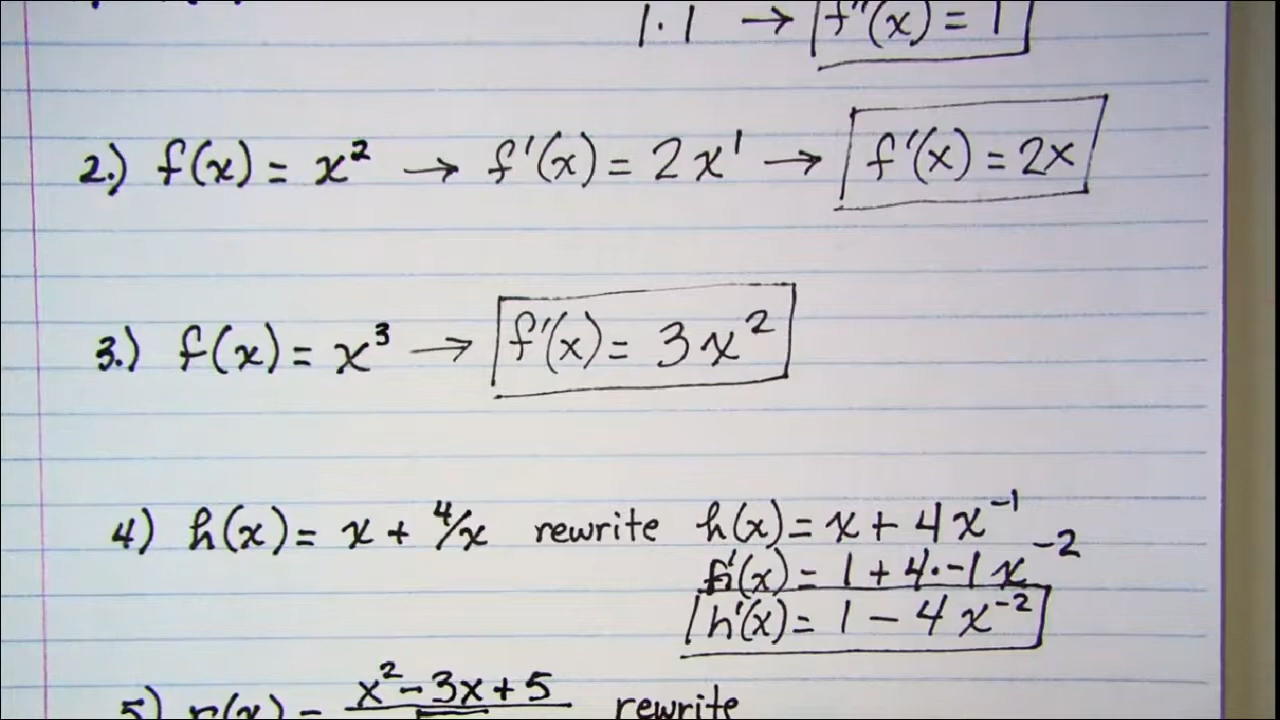 1·1 → f''(x) = 1
2.) f(x) = x² → f'(x) = 2x¹ → f'(x) = 2x
3.) f(x) = x³ → f'(x) = 3x²
4) h(x) = x + 4/x rewrite h(x) = x + 4x⁻¹
h'(x) = 1 + 4·-1x⁻²
h'(x) = 1 - 4x⁻²
x² - 3x + 5
5) (x) = rewrite